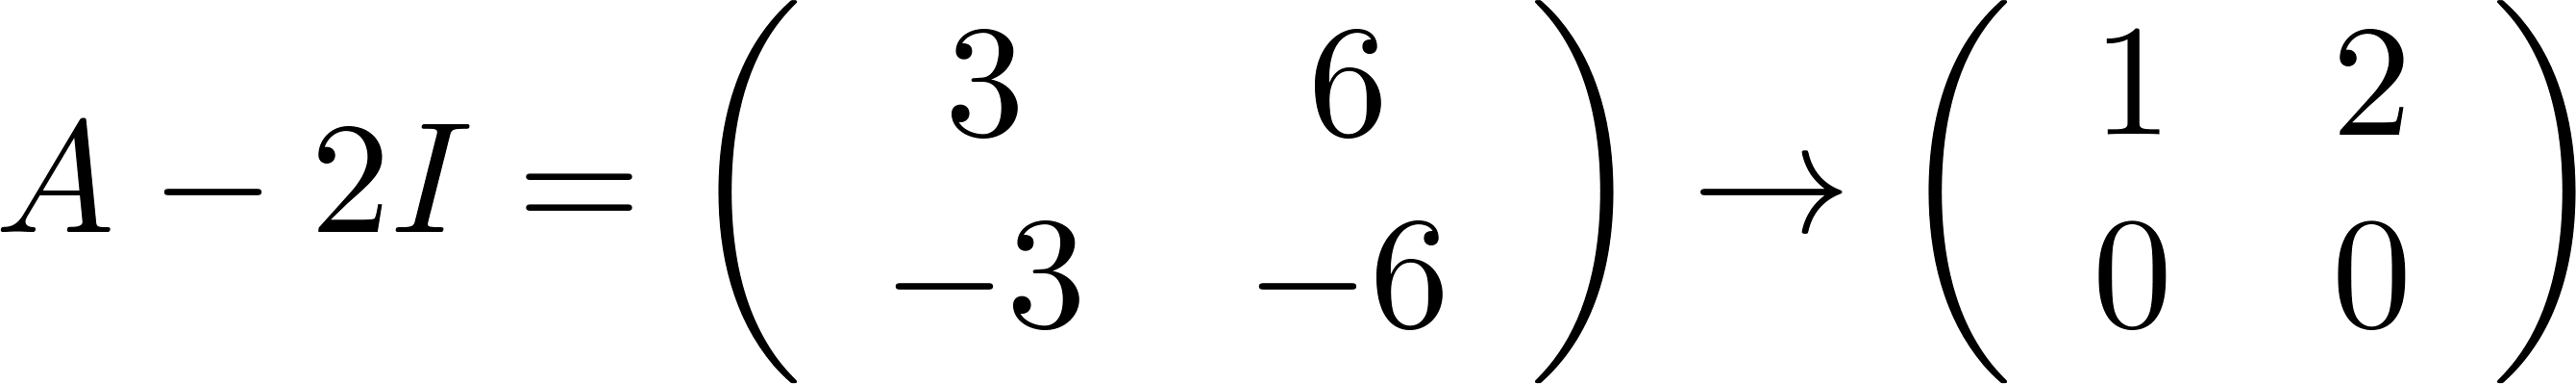 A − 2I = ( 3 6 ) → ( 1 2 )
( −3 −6 ) ( 0 0 )